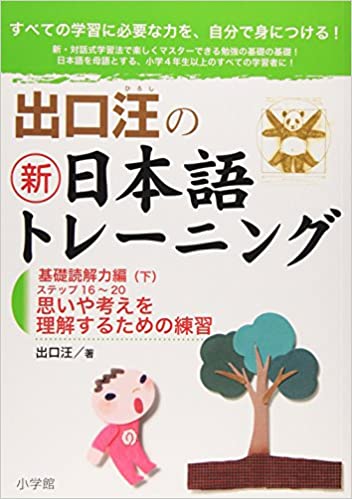 すべての学習に必要な力を、自分で身につける!
新・対話式学習法で楽しくマスターできる勉強の基礎の基礎!
日本語を母語とする、小学4年生以上のすべての学習者に!
ひろし
出口汪の
新日本語
トレーニング
基礎読解力編(下)
ステップ16~20
思いや考えを
理解するための練習
出口汪/著
の
小学館